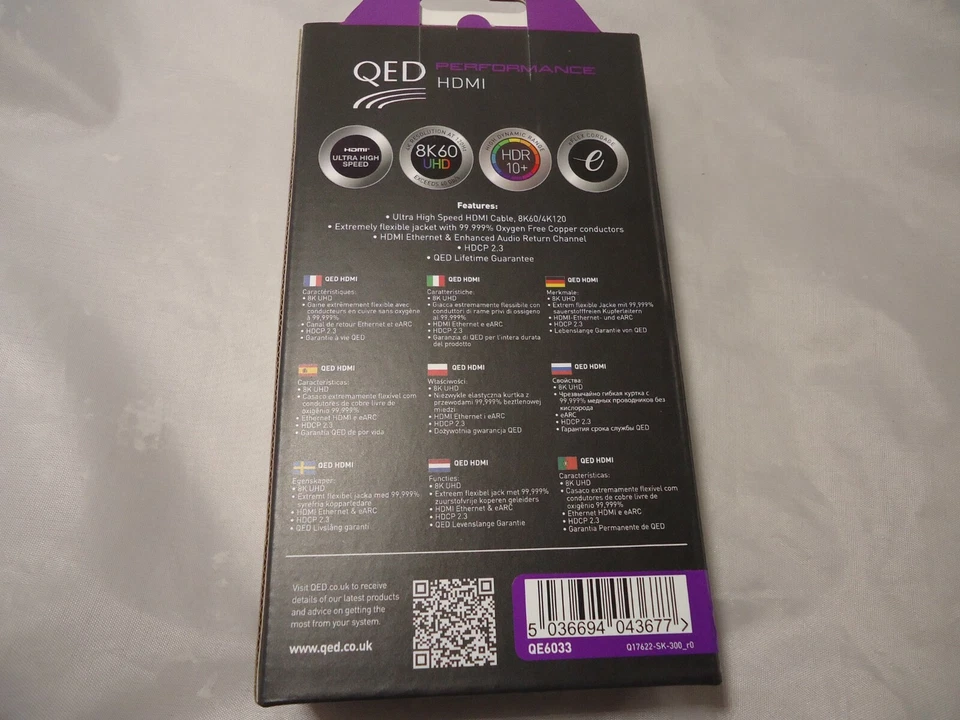 QED PERFORMANCE
HDMI
HDMI
ULTRA HIGH
SPEED
8K60
UHD
HIGH DYNAMIC RANGE
HDR
10+
e
Features:
• Ultra High Speed HDMI Cable, 8K60/4K120
• Extremely flexible jacket with 99.999% Oxygen Free Copper conductors
• HDMI Ethernet & Enhanced Audio Return Channel
• HDCP 2.3
• QED Lifetime Guarantee
QED HDMI
Caractéristiques:
• 8K UHD
• Gaine extrêmement flexible avec
conducteurs en cuivre sans oxygène
à 99,999%
• Canal de retour Ethernet et eARC
• HDCP 2.3
• Garantie à vie QED
QED HDMI
Caratteristiche:
• 8K UHD
• Giacca estremamente flessibile con
conduttori di rame privi di ossigeno
al 99.999%
• HDMI Ethernet e eARC
• HDCP 2.3
• Garanzia di QED per l'intera durata
del prodotto
QED HDMI
Merkmale:
• 8K UHD
• Extrem flexible Jacke mit 99,999%
sauerstofffreien Kupferleitern
• HDMI-Ethernet- und eARC
• HDCP 2.3
• Lebenslange Garantie von QED
QED HDMI
Características:
• 8K UHD
• Casaco extremamente flexível com
condutores de cobre livre de
oxigênio 99,999%
• Ethernet HDMI e eARC
• HDCP 2.3
• Garantía QED de por vida
QED HDMI
Właściwości:
• 8K UHD
• Niezwykle elastyczna kurtka z
przewodami 99,999% beztlenowej
miedzi
• HDMI Ethernet i eARC
• HDCP 2.3
• Dożywotnia gwarancja QED
QED HDMI
Свойства:
• 8K UHD
• Чрезвычайно гибкая куртка с
99,999% медных проводников без
кислорода
• eARC
• HDCP 2.3
• Гарантия срока службы QED
QED HDMI
Egenskaper:
• 8K UHD
• Extremt flexibel jacka med 99,999%
syrefria kopparledare
• HDMI Ethernet & eARC
• HDCP 2.3
• QED Livslång garanti
QED HDMI
Functies:
• 8K UHD
• Extreem flexibel jack met 99,999%
zuurstofvrije koperen geleiders
• HDMI Ethernet & eARC
• HDCP 2.3
• QED Levenslange Garantie
QED HDMI
Características:
• 8K UHD
• Casaco extremamente flexível com
condutores de cobre livre de
oxigênio 99,999%
• Ethernet HDMI e eARC
• HDCP 2.3
• Garantia Permanente de QED
Visit QED.co.uk to receive
details of our latest products
and advice on getting the
most from your system.
www.qed.co.uk
5 036694 043677 >
QE6033 Q17622-SK-300_r0